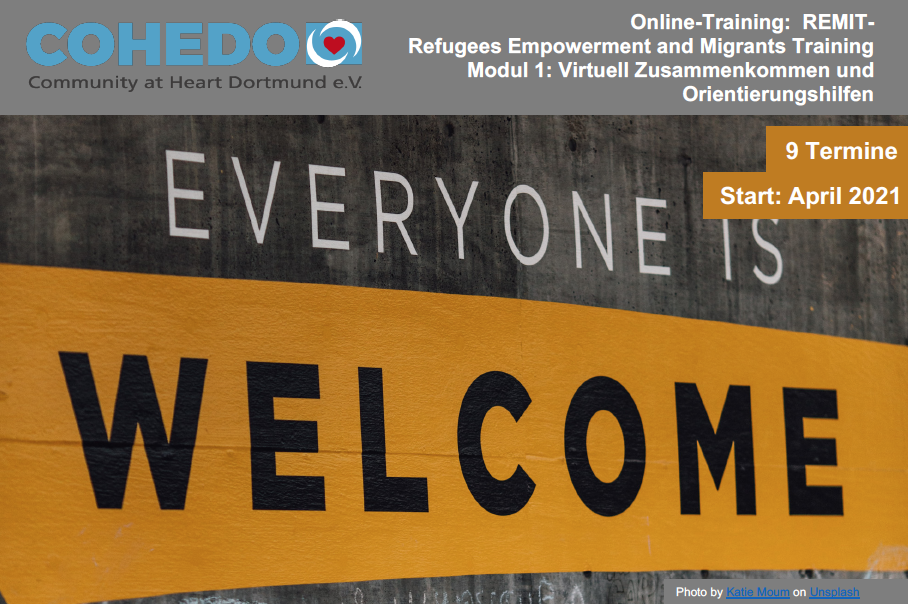 COHEDO
Community at Heart Dortmund e.V.
Online-Training: REMIT-
Refugees Empowerment and Migrants Training
Modul 1: Virtuell Zusammenkommen und
Orientierungshilfen
9 Termine
Start: April 2021
EVERYONE IS
WELCOME
Photo by Katie Moum on Unsplash